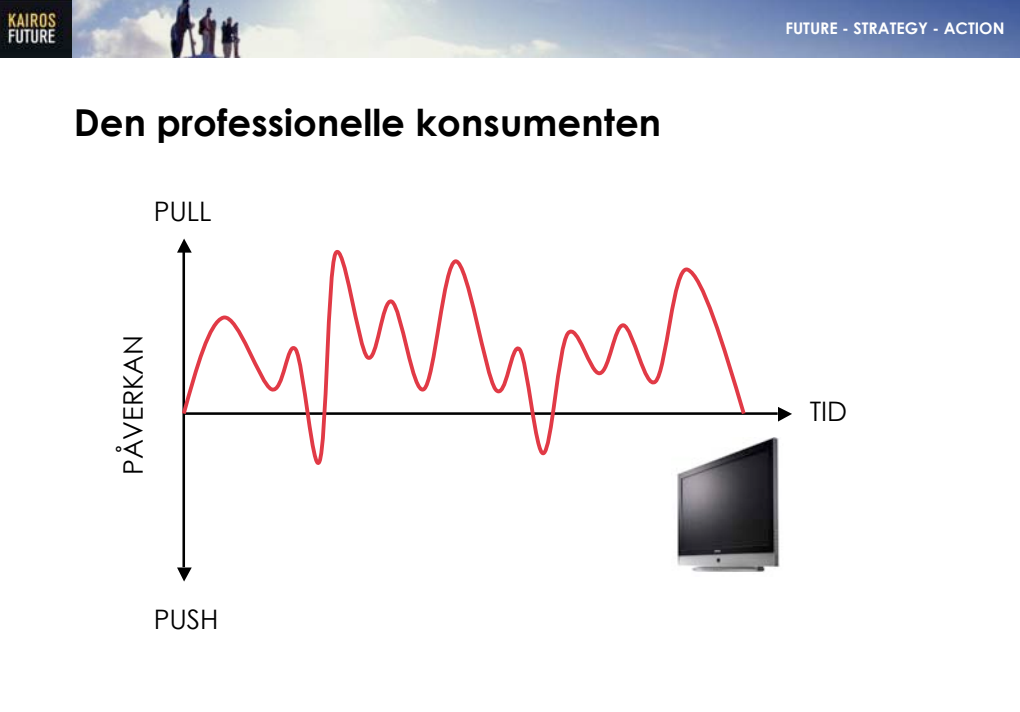 KAIROS
FUTURE
FUTURE - STRATEGY - ACTION
Den professionelle konsumenten
PULL
PÅVERKAN
TID
PUSH